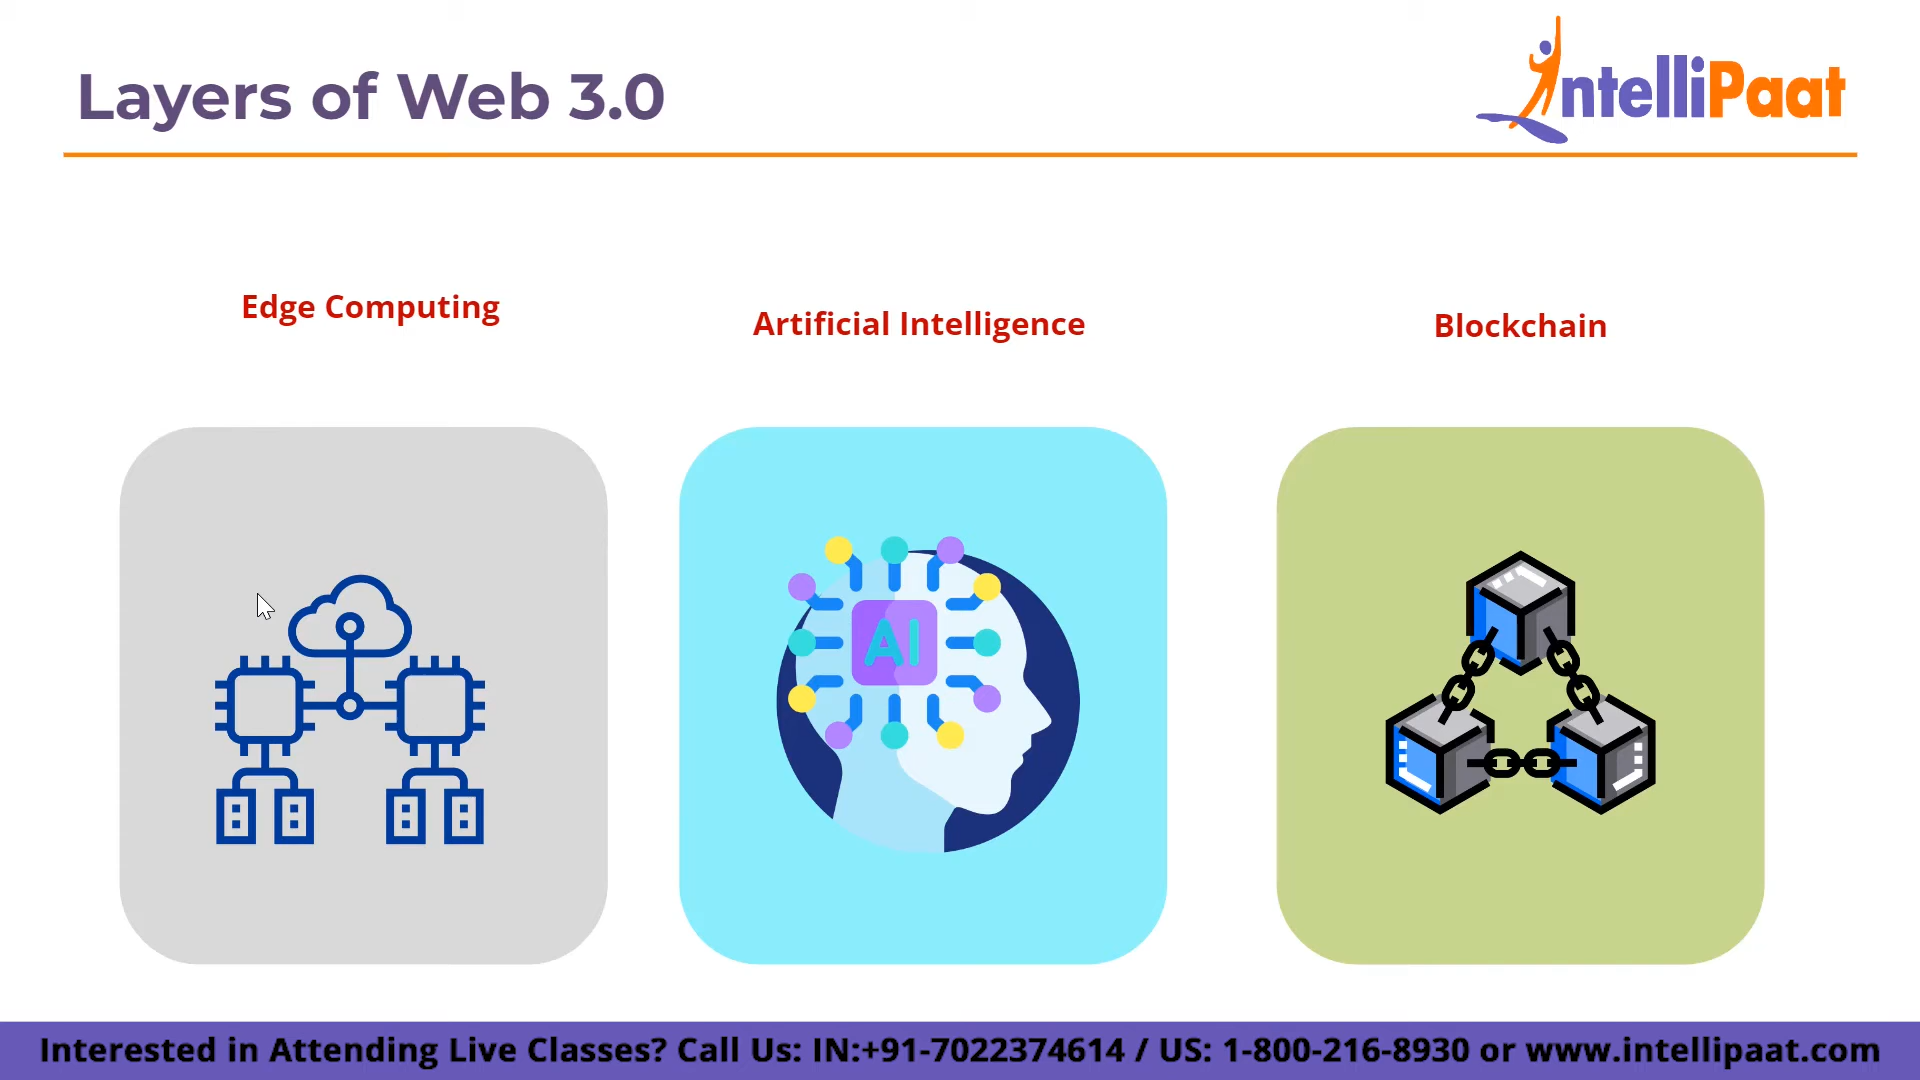 Layers of Web 3.0
IntelliPaat
Edge Computing
Artificial Intelligence
Blockchain
AI
Interested in Attending Live Classes? Call Us: IN:+91-7022374614 / US: 1-800-216-8930 or www.intellipaat.com